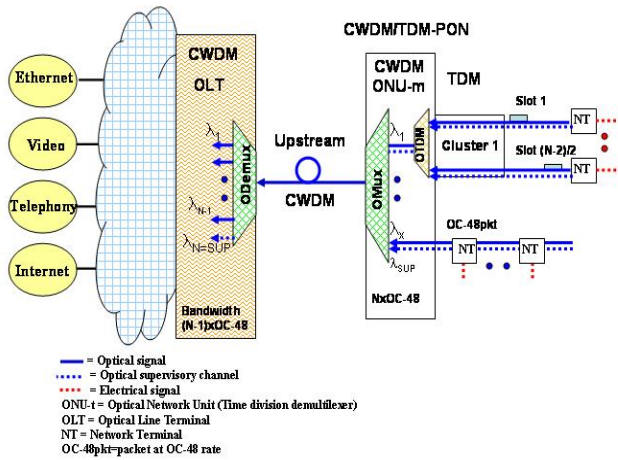 CWDM/TDM-PON
Ethernet
Video
Telephony
Internet
CWDM
OLT
λ1
λN-1
λN=SUP
ODemux
Bandwidth
(N-1)xOC-48
Upstream
CWDM
CWDM
ONU-m
TDM
OMux
λ1
OTDM
Cluster 1
Slot 1
NT
Slot (N-2)/2
NT
λx
λSUP
OC-48pkt
NT
NT
NxOC-48
= Optical signal
= Optical supervisory channel
= Electrical signal
ONU-t = Optical Network Unit (Time division demultilexer)
OLT = Optical Line Terminal
NT = Network Terminal
OC-48pkt=packet at OC-48 rate